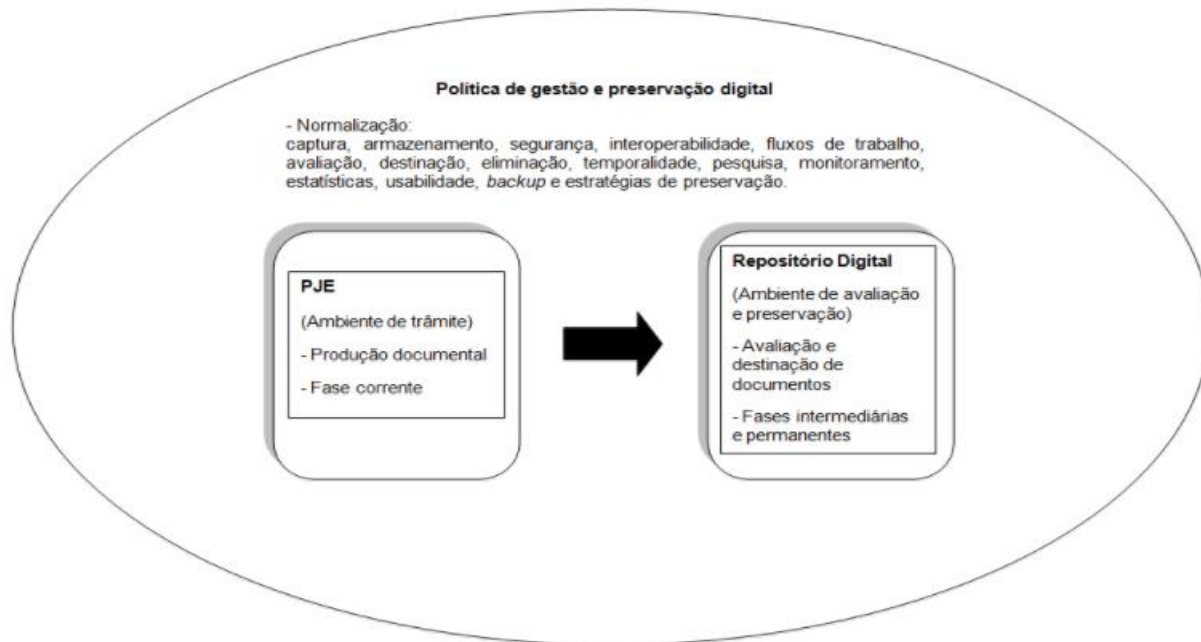 Política de gestão e preservação digital
- Normalização:
captura, armazenamento, segurança, interoperabilidade, fluxos de trabalho,
avaliação, destinação, eliminação, temporalidade, pesquisa, monitoramento,
estatísticas, usabilidade, backup e estratégias de preservação.
PJE
(Ambiente de trâmite)
- Produção documental
- Fase corrente
Repositório Digital
(Ambiente de avaliação
e preservação)
- Avaliação e
destinação de
documentos
- Fases intermediárias
e permanentes